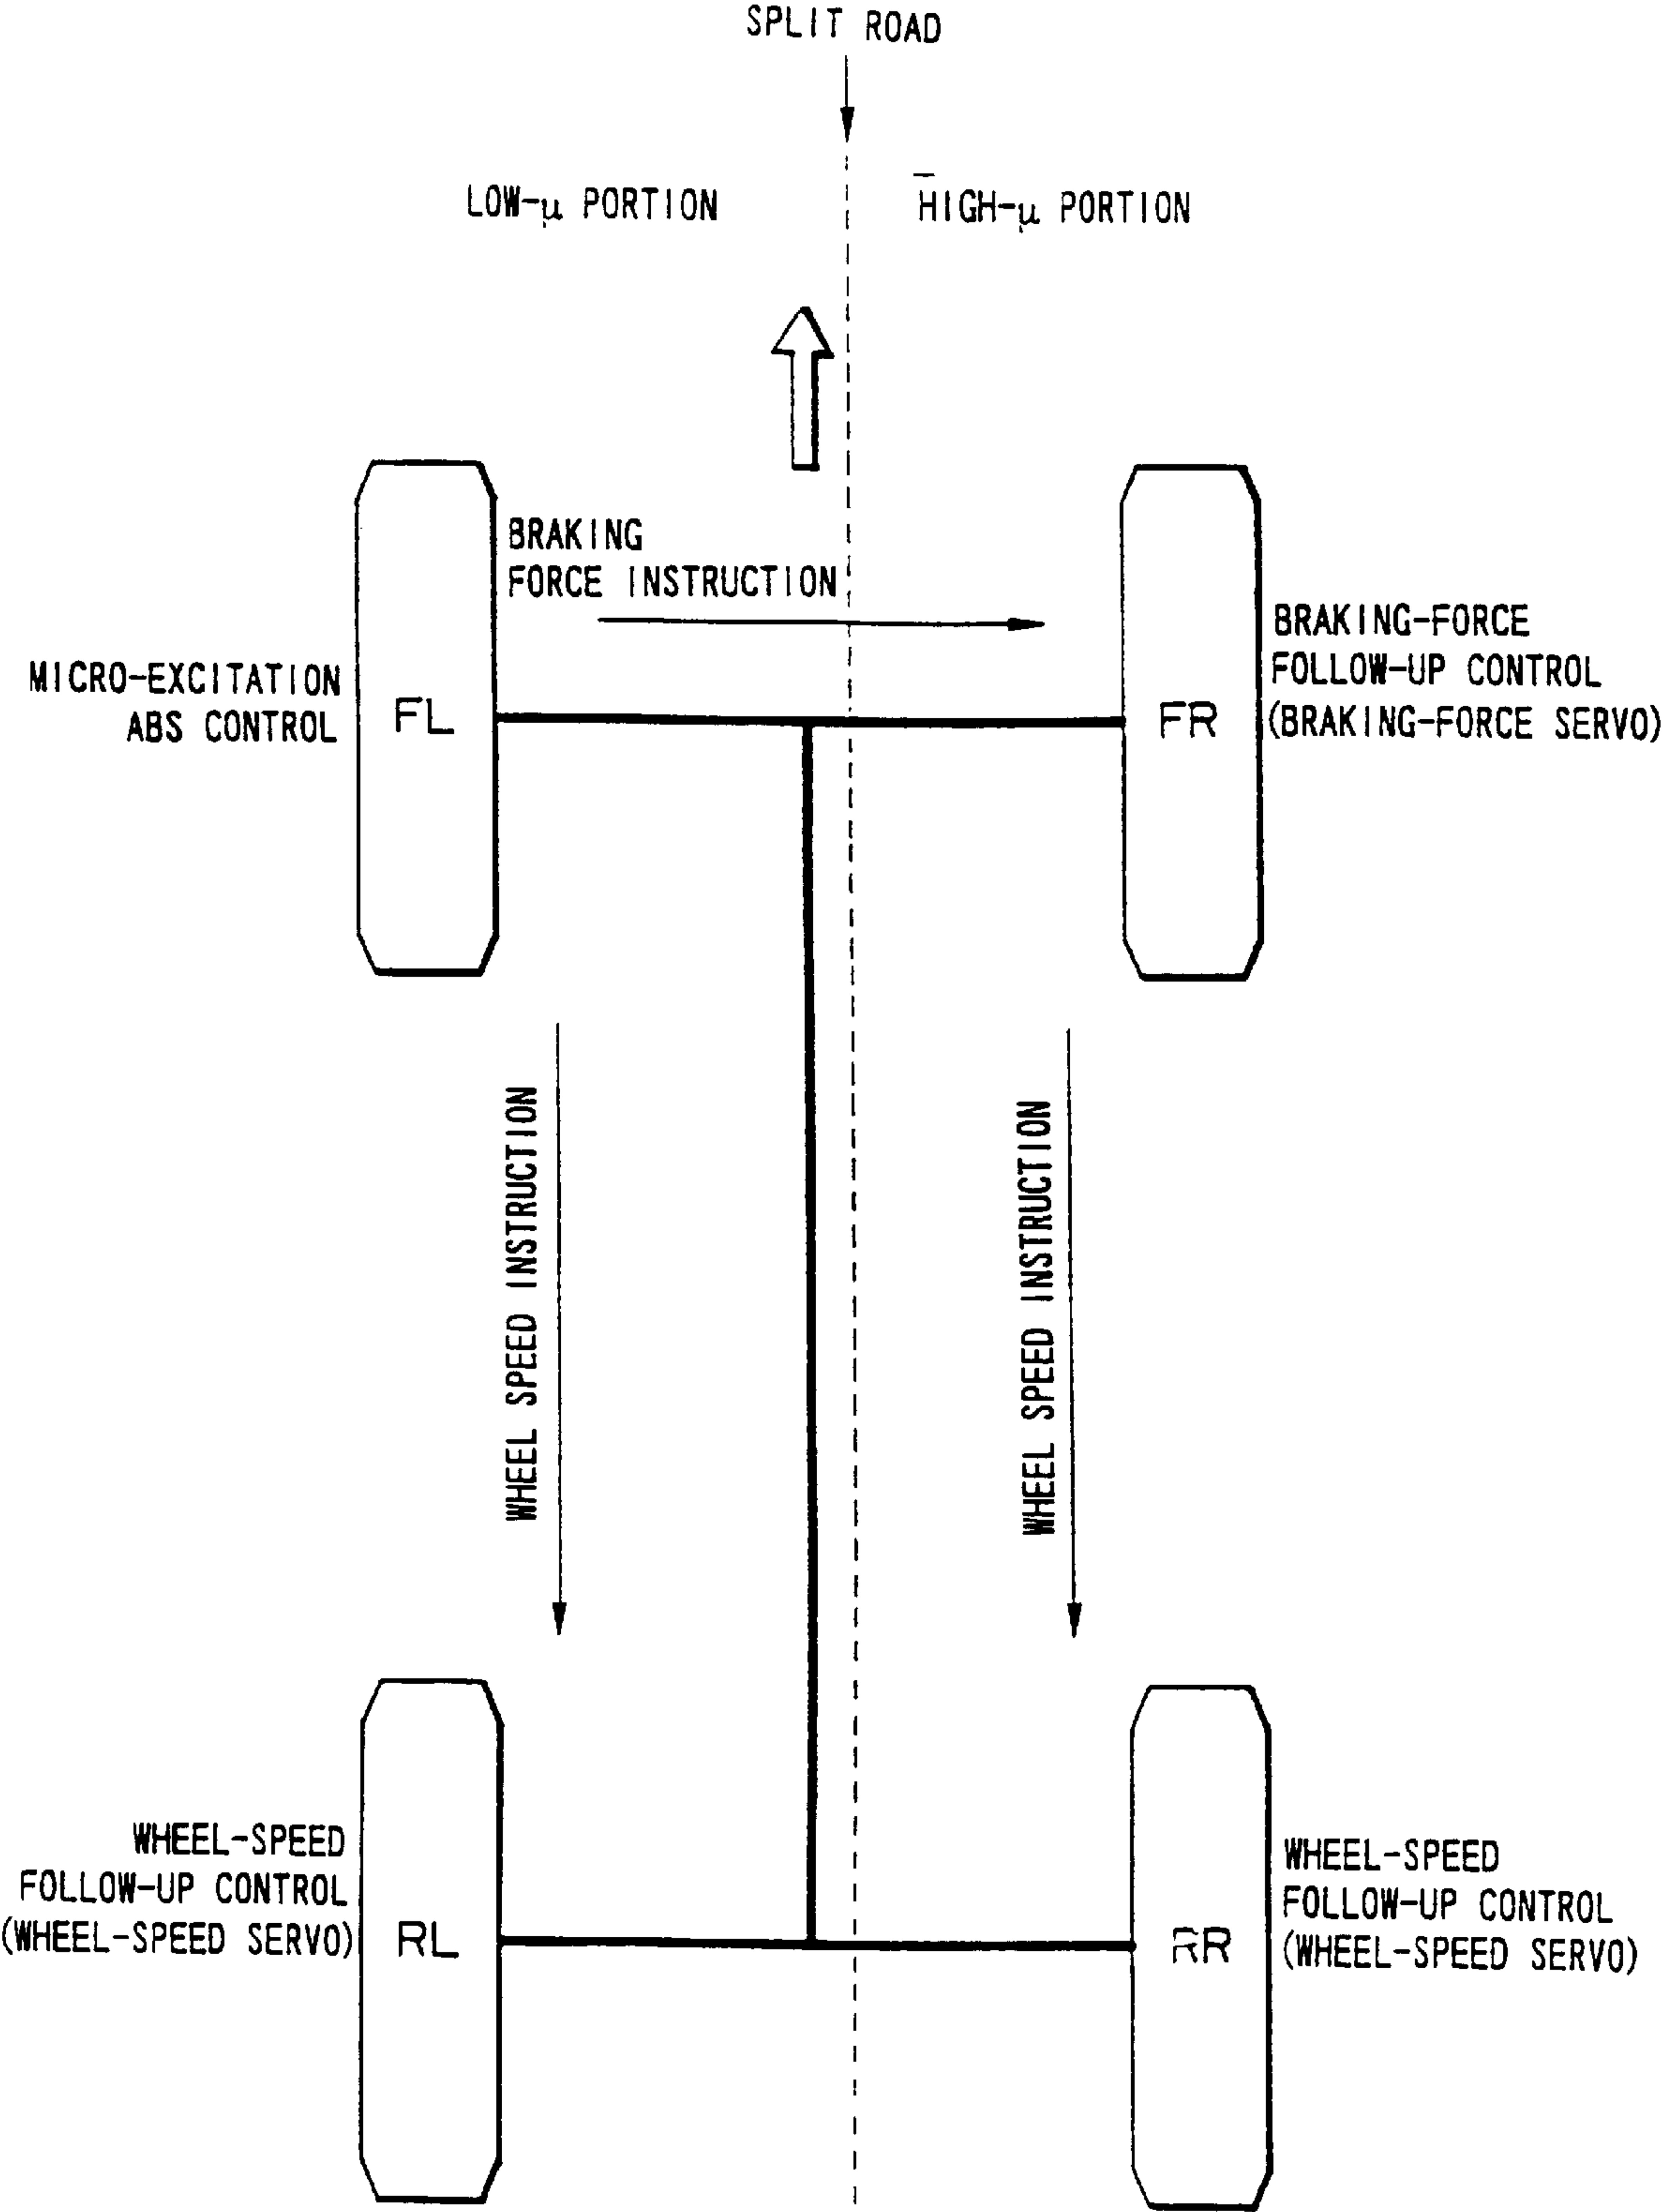 SPLIT ROAD
LOW-μ PORTION
HIGH-μ PORTION
BRAKING
FORCE INSTRUCTION
MICRO-EXCITATION
ABS CONTROL
FL
FR
BRAKING-FORCE
FOLLOW-UP CONTROL
(BRAKING-FORCE SERVO)
WHEEL SPEED INSTRUCTION
WHEEL SPEED INSTRUCTION
WHEEL-SPEED
FOLLOW-UP CONTROL
(WHEEL-SPEED SERVO)
RL
RR
WHEEL-SPEED
FOLLOW-UP CONTROL
(WHEEL-SPEED SERVO)